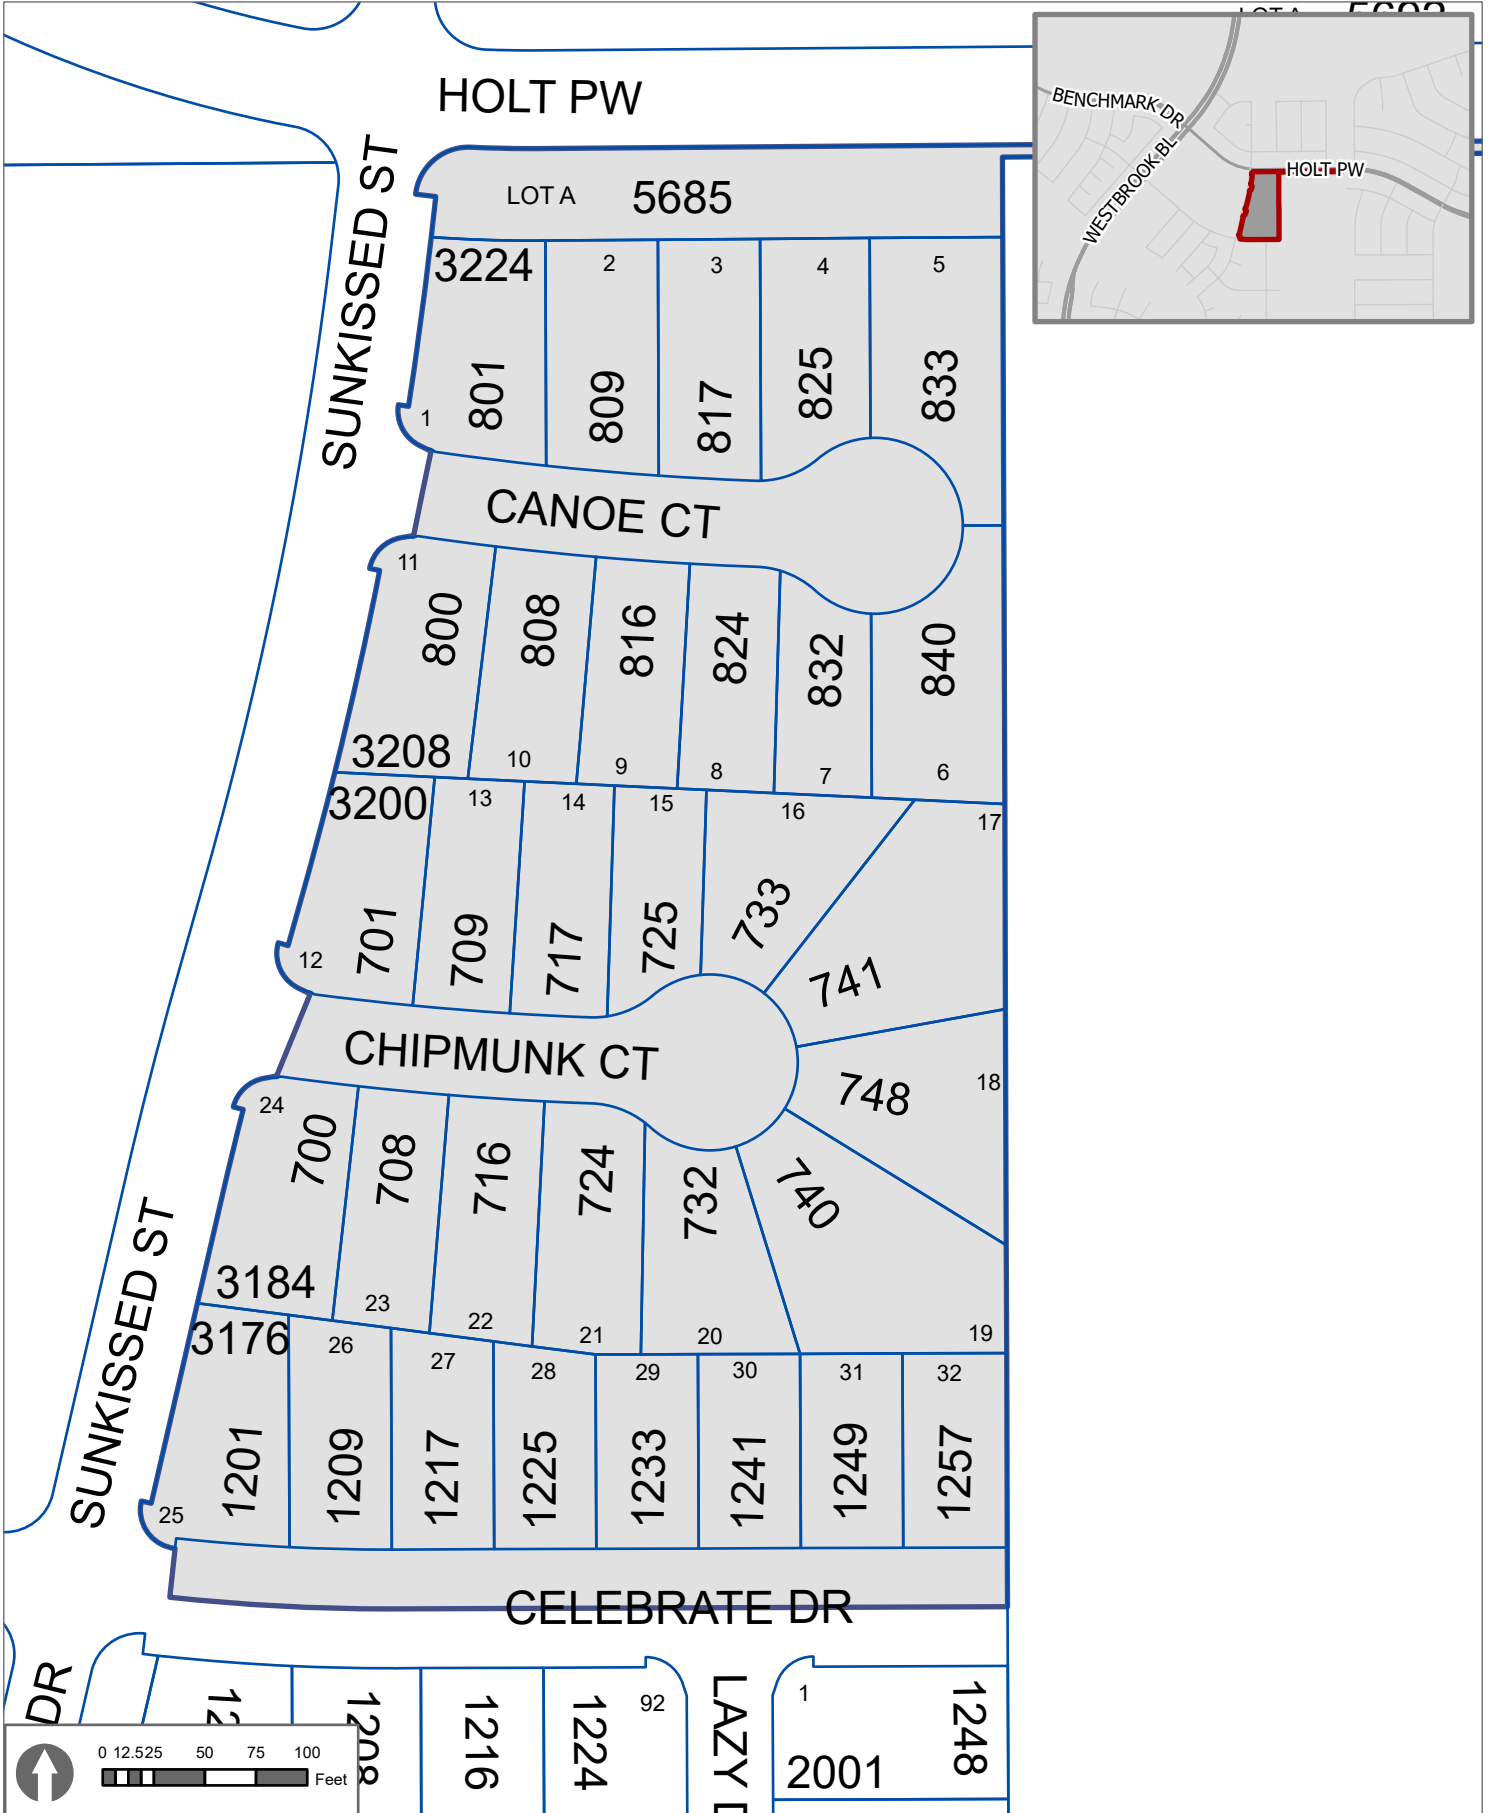 LOT A
HOLT PW
BENCHMARK DR
WESTBROOK BL
HOLT PW
SUNKISSED ST
LOT A 5685
3224 2 3 4 5
1 801 809 817 825 833
CANOE CT
11
800 808 816 824 832 840
3208 10 9 8 7 6
3200 13 14 15 16 17
12 701 709 717 725 733
741
CHIPMUNK CT
748 18
24
700 708 716 724 732 740
3184 23 22 21 20 19
3176 26 27 28 29 30 31 32
25 1201 1209 1217 1225 1233 1241 1249 1257
SUNKISSED ST
CELEBRATE DR
DR
1208 1216 1224 92
LAZY
1 1248
2001
0 12.525 50 75 100
Feet